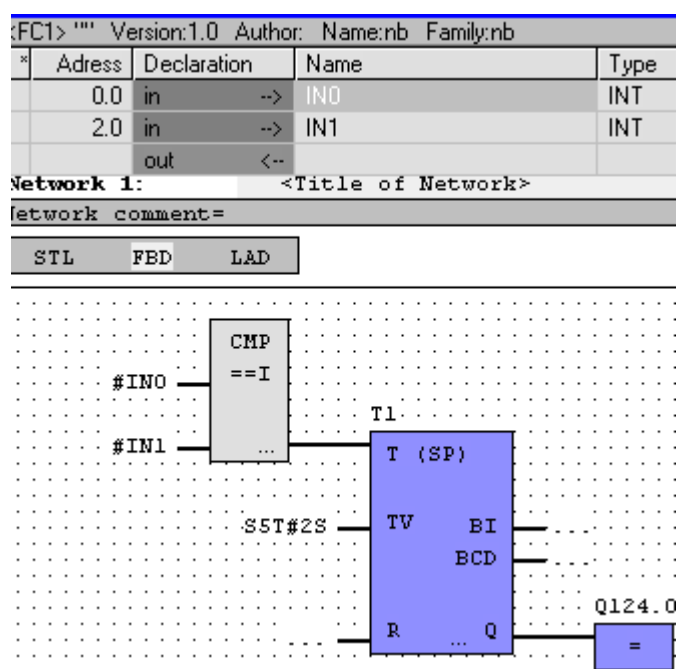 <FC1> "" Version:1.0 Author: Name:nb Family:nb
* Adress Declaration Name Type
0.0 in --> IN0 INT
2.0 in --> IN1 INT
out <--
Network 1: <Title of Network>
Network comment=
STL FBD LAD
CMP
==I
#IN0
T1
#IN1 ...
T (SP)
S5T#2S TV BI ...
BCD ...
Q124.0
... R ... Q
=